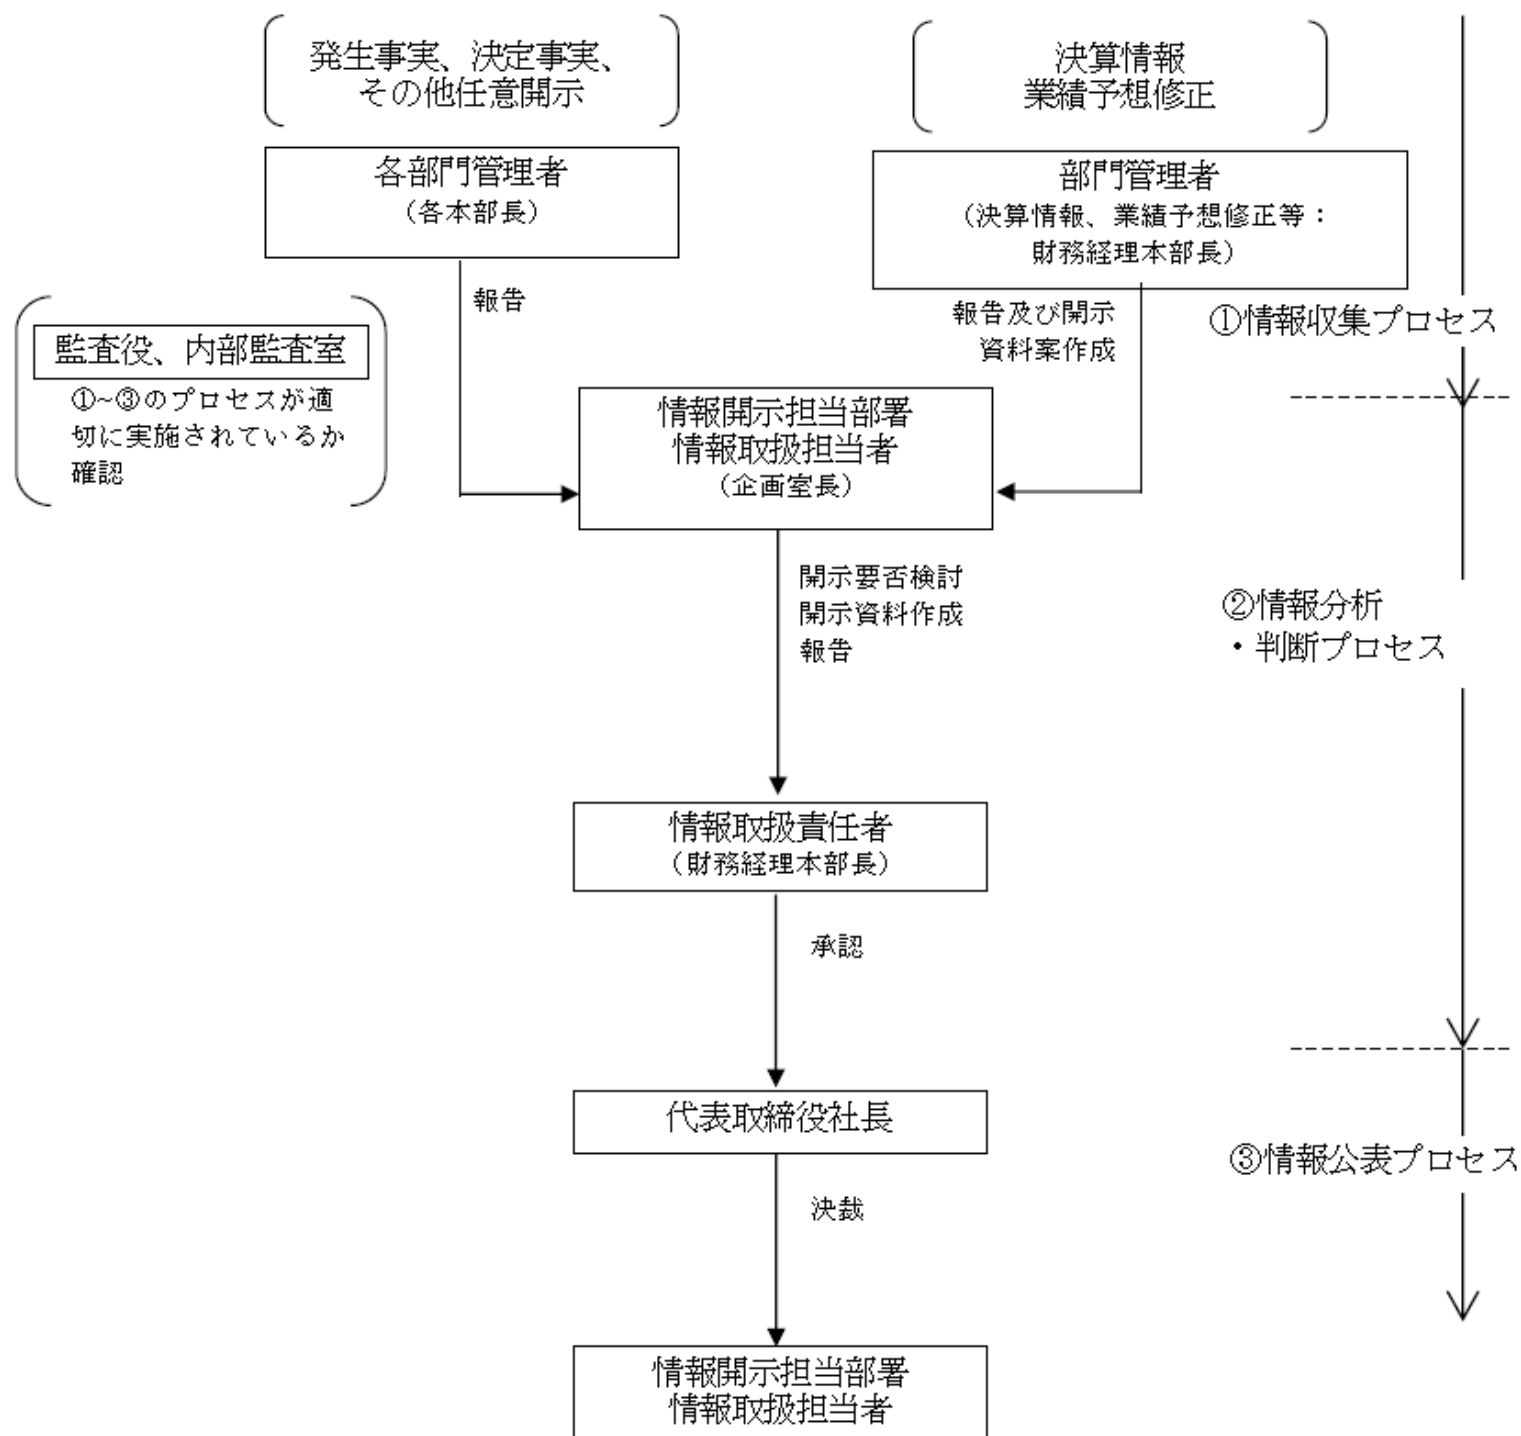 発生事実、決定事実、
その他任意開示
決算情報
業績予想修正
各部門管理者
（各本部長）
部門管理者
（決算情報、業績予想修正等：
財務経理本部長）
報告
報告及び開示
資料案作成
①情報収集プロセス
監査役、内部監査室
①~③のプロセスが適
切に実施されているか
確認
情報開示担当部署
情報取扱担当者
（企画室長）
開示要否検討
開示資料作成
報告
②情報分析
・判断プロセス
情報取扱責任者
（財務経理本部長）
承認
代表取締役社長
③情報公表プロセス
決裁
情報開示担当部署
情報取扱担当者